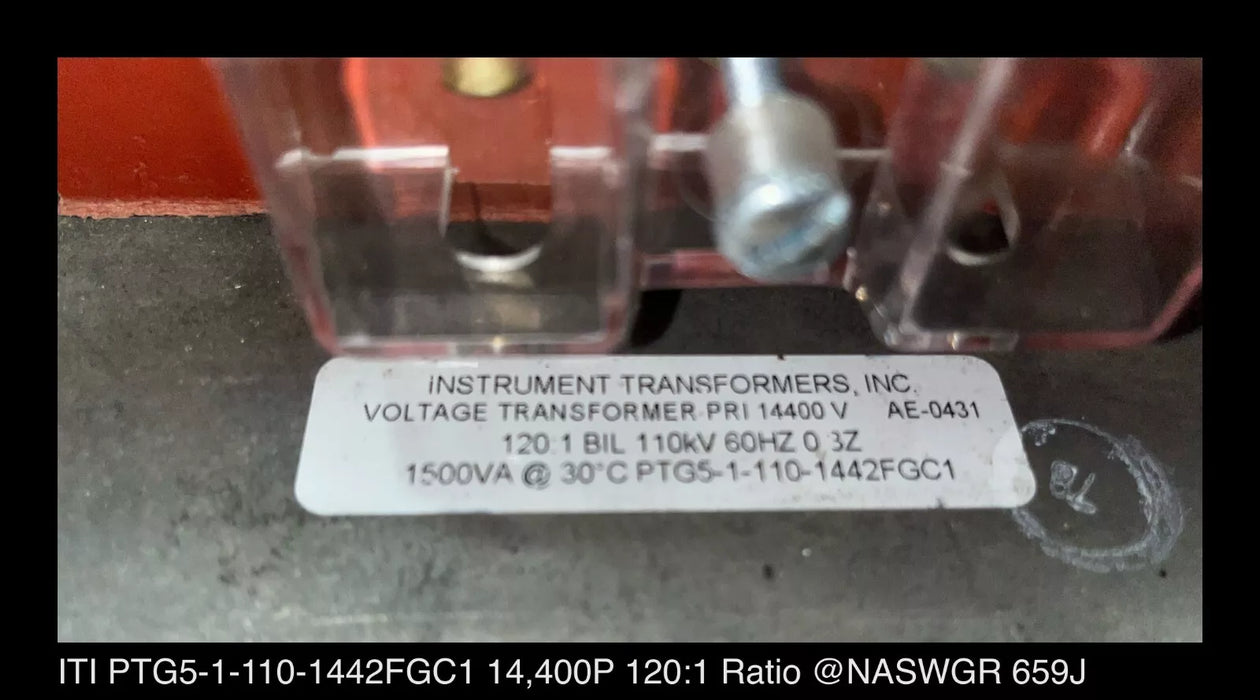 INSTRUMENT TRANSFORMERS, INC.
VOLTAGE TRANSFORMER PRI 14400 V AE-0431
120:1 BIL 110kV 60HZ 0.3Z
1500VA @ 30°C PTG5-1-110-1442FGC1
ITI PTG5-1-110-1442FGC1 14,400P 120:1 Ratio @NASWGR 659J